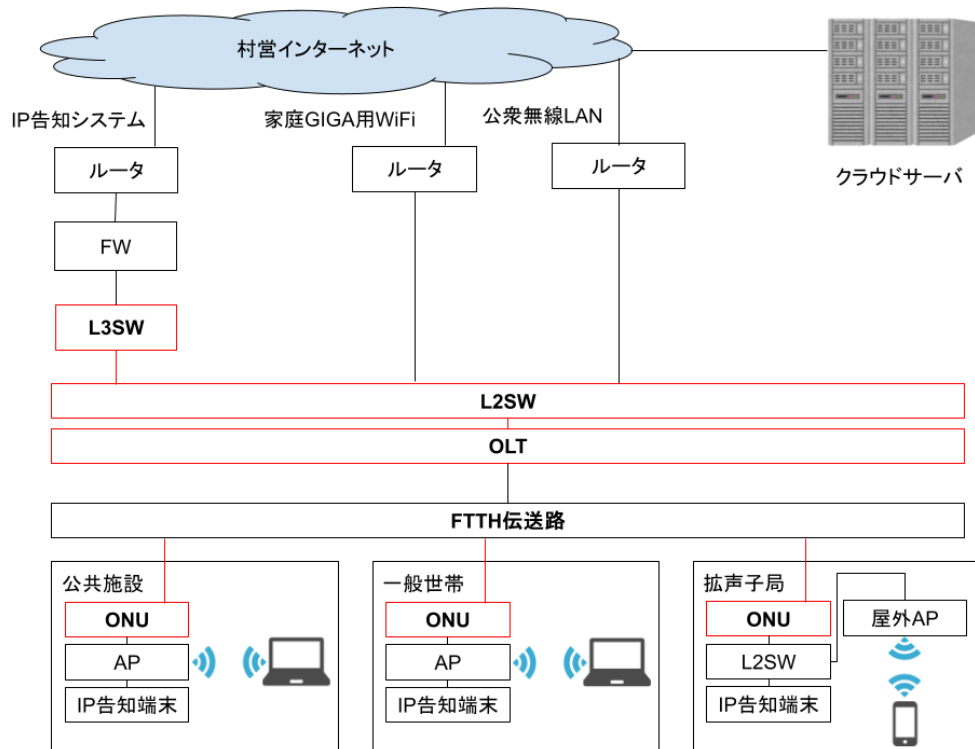 村営インターネット
IP告知システム
家庭GIGA用WiFi
公衆無線LAN
クラウドサーバ
ルータ
ルータ
ルータ
FW
L3SW
L2SW
OLT
FTTH伝送路
公共施設
ONU
AP
IP告知端末
一般世帯
ONU
AP
IP告知端末
拡声子局
ONU
屋外AP
L2SW
IP告知端末